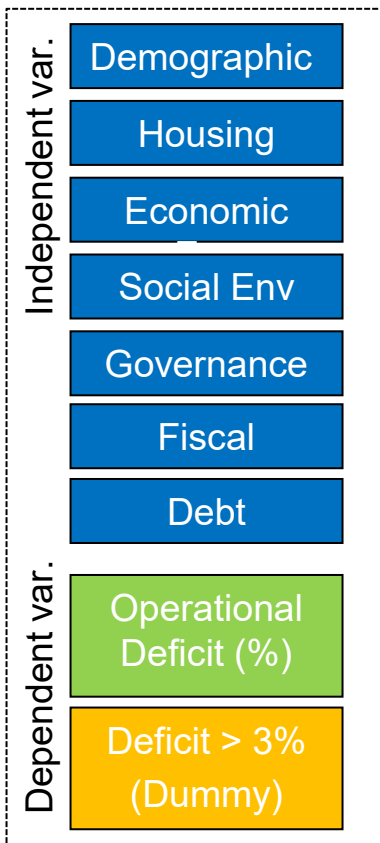 Independent var.
Demographic
Housing
Economic
Social Env
Governance
Fiscal
Debt
Dependent var.
Operational
Deficit (%)
Deficit > 3%
(Dummy)